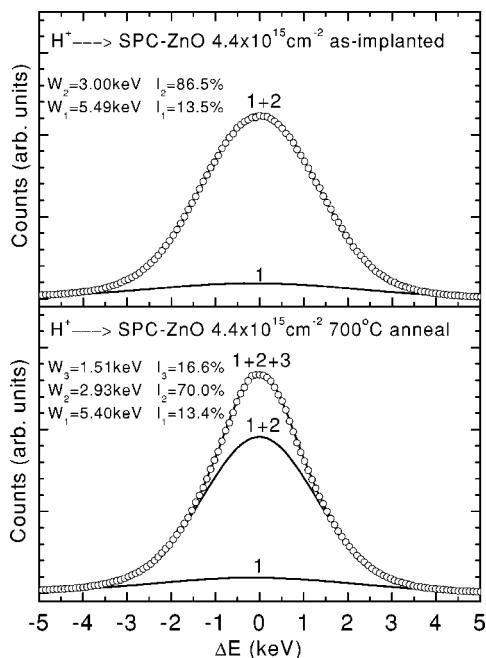 H⁺---> SPC-ZnO 4.4x10¹⁵cm⁻² as-implanted
W₂=3.00keV I₂=86.5%
W₁=5.49keV I₁=13.5%
1+2
1
Counts (arb. units)
H⁺---> SPC-ZnO 4.4x10¹⁵cm⁻² 700°C anneal
W₃=1.51keV I₃=16.6%
W₂=2.93keV I₂=70.0%
W₁=5.40keV I₁=13.4%
1+2+3
1+2
1
Counts (arb. units)
-5 -4 -3 -2 -1 0 1 2 3 4 5
ΔE (keV)